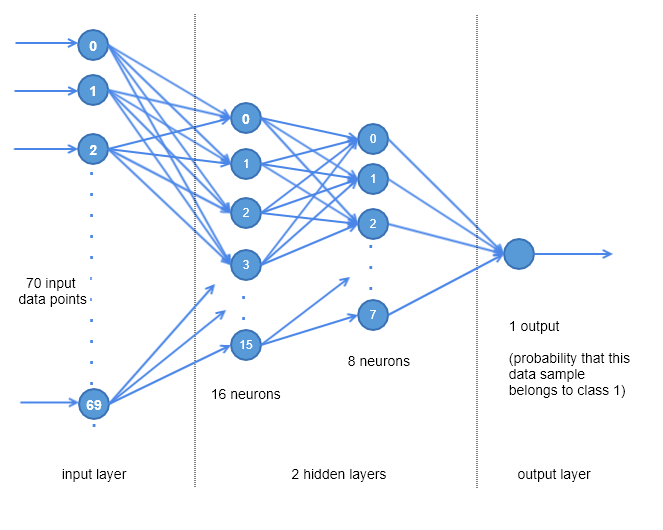 0
1
2
69
70 input
data points
0
1
2
3
15
16 neurons
0
1
2
7
8 neurons
1 output
(probability that this
data sample
belongs to class 1)
input layer
2 hidden layers
output layer